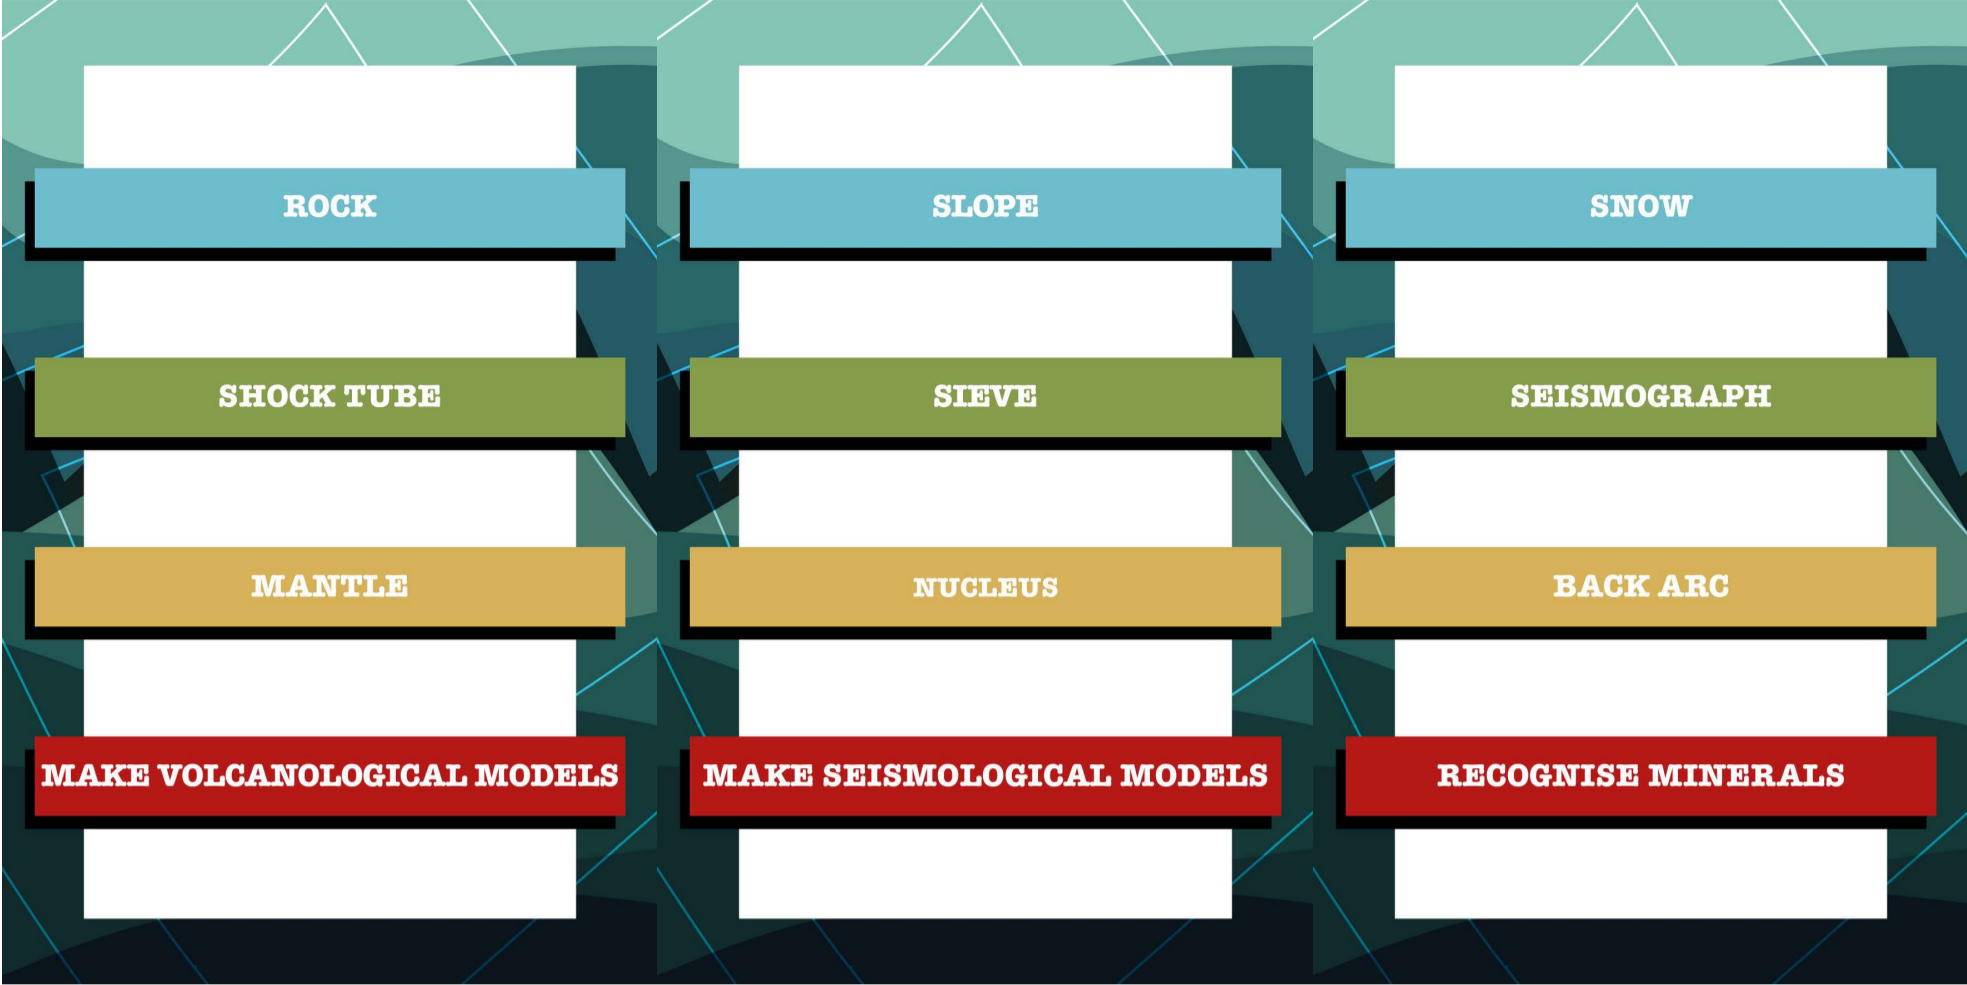 ROCK
SHOCK TUBE
MANTLE
MAKE VOLCANOLOGICAL MODELS
SLOPE
SIEVE
NUCLEUS
MAKE SEISMOLOGICAL MODELS
SNOW
SEISMOGRAPH
BACK ARC
RECOGNISE MINERALS